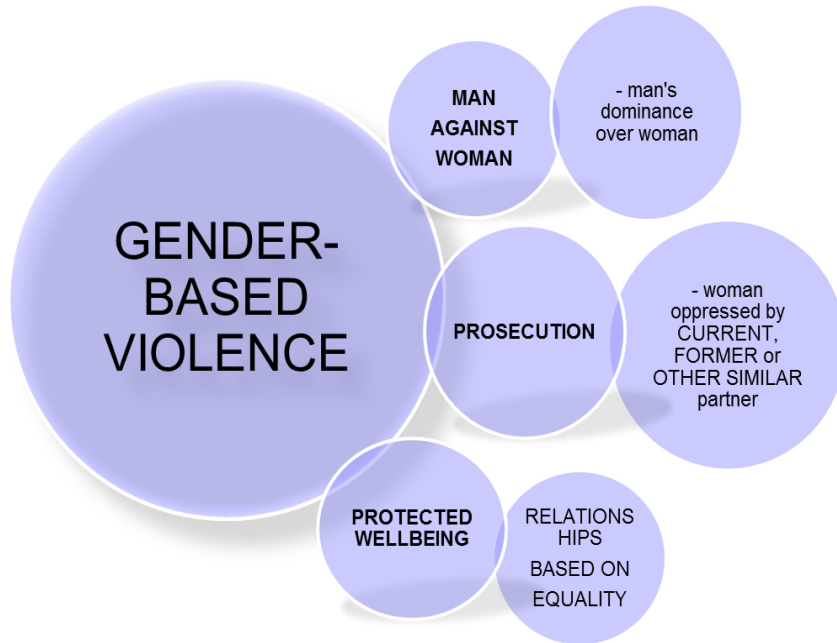 GENDER-
BASED
VIOLENCE
MAN
AGAINST
WOMAN
- man's
dominance
over woman
PROSECUTION
- woman
oppressed by
CURRENT,
FORMER or
OTHER SIMILAR
partner
PROTECTED
WELLBEING
RELATIONS
HIPS
BASED ON
EQUALITY